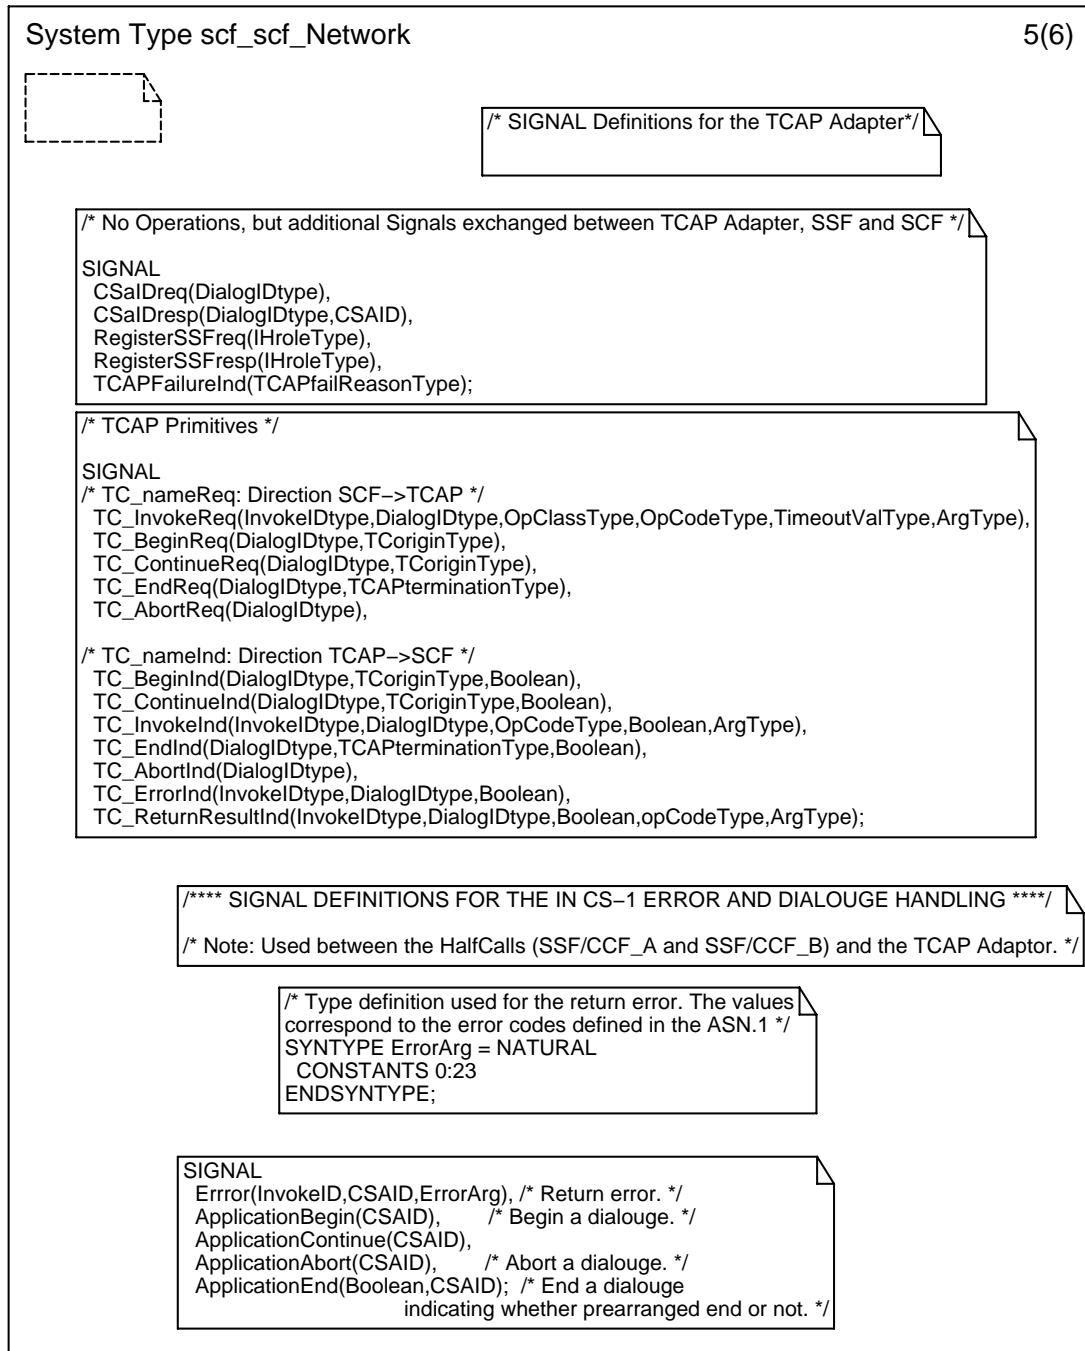 System Type scf_scf_Network
5(6)
/* SIGNAL Definitions for the TCAP Adapter*/
/* No Operations, but additional Signals exchanged between TCAP Adapter, SSF and SCF */
SIGNAL
CSaIDreq(DialogIDtype),
CSaIDresp(DialogIDtype,CSAID),
RegisterSSFreq(IHroleType),
RegisterSSFresp(IHroleType),
TCAPFailureInd(TCAPfailReasonType);
/* TCAP Primitives */
SIGNAL
/* TC_nameReq: Direction SCF−>TCAP */
TC_InvokeReq(InvokeIDtype,DialogIDtype,OpClassType,OpCodeType,TimeoutValType,ArgType),
TC_BeginReq(DialogIDtype,TCoriginType),
TC_ContinueReq(DialogIDtype,TCoriginType),
TC_EndReq(DialogIDtype,TCAPterminationType),
TC_AbortReq(DialogIDtype),
/* TC_nameInd: Direction TCAP−>SCF */
TC_BeginInd(DialogIDtype,TCoriginType,Boolean),
TC_ContinueInd(DialogIDtype,TCoriginType,Boolean),
TC_InvokeInd(InvokeIDtype,DialogIDtype,OpCodeType,Boolean,ArgType),
TC_EndInd(DialogIDtype,TCAPterminationType,Boolean),
TC_AbortInd(DialogIDtype),
TC_ErrorInd(InvokeIDtype,DialogIDtype,Boolean),
TC_ReturnResultInd(InvokeIDtype,DialogIDtype,Boolean,opCodeType,ArgType);
/**** SIGNAL DEFINITIONS FOR THE IN CS−1 ERROR AND DIALOUGE HANDLING ****/
/* Note: Used between the HalfCalls (SSF/CCF_A and SSF/CCF_B) and the TCAP Adaptor. */
/* Type definition used for the return error. The values
correspond to the error codes defined in the ASN.1 */
SYNTYPE ErrorArg = NATURAL
CONSTANTS 0:23
ENDSYNTYPE;
SIGNAL
Errror(InvokeID,CSAID,ErrorArg), /* Return error. */
ApplicationBegin(CSAID), /* Begin a dialouge. */
ApplicationContinue(CSAID),
ApplicationAbort(CSAID), /* Abort a dialouge. */
ApplicationEnd(Boolean,CSAID); /* End a dialouge
indicating whether prearranged end or not. */